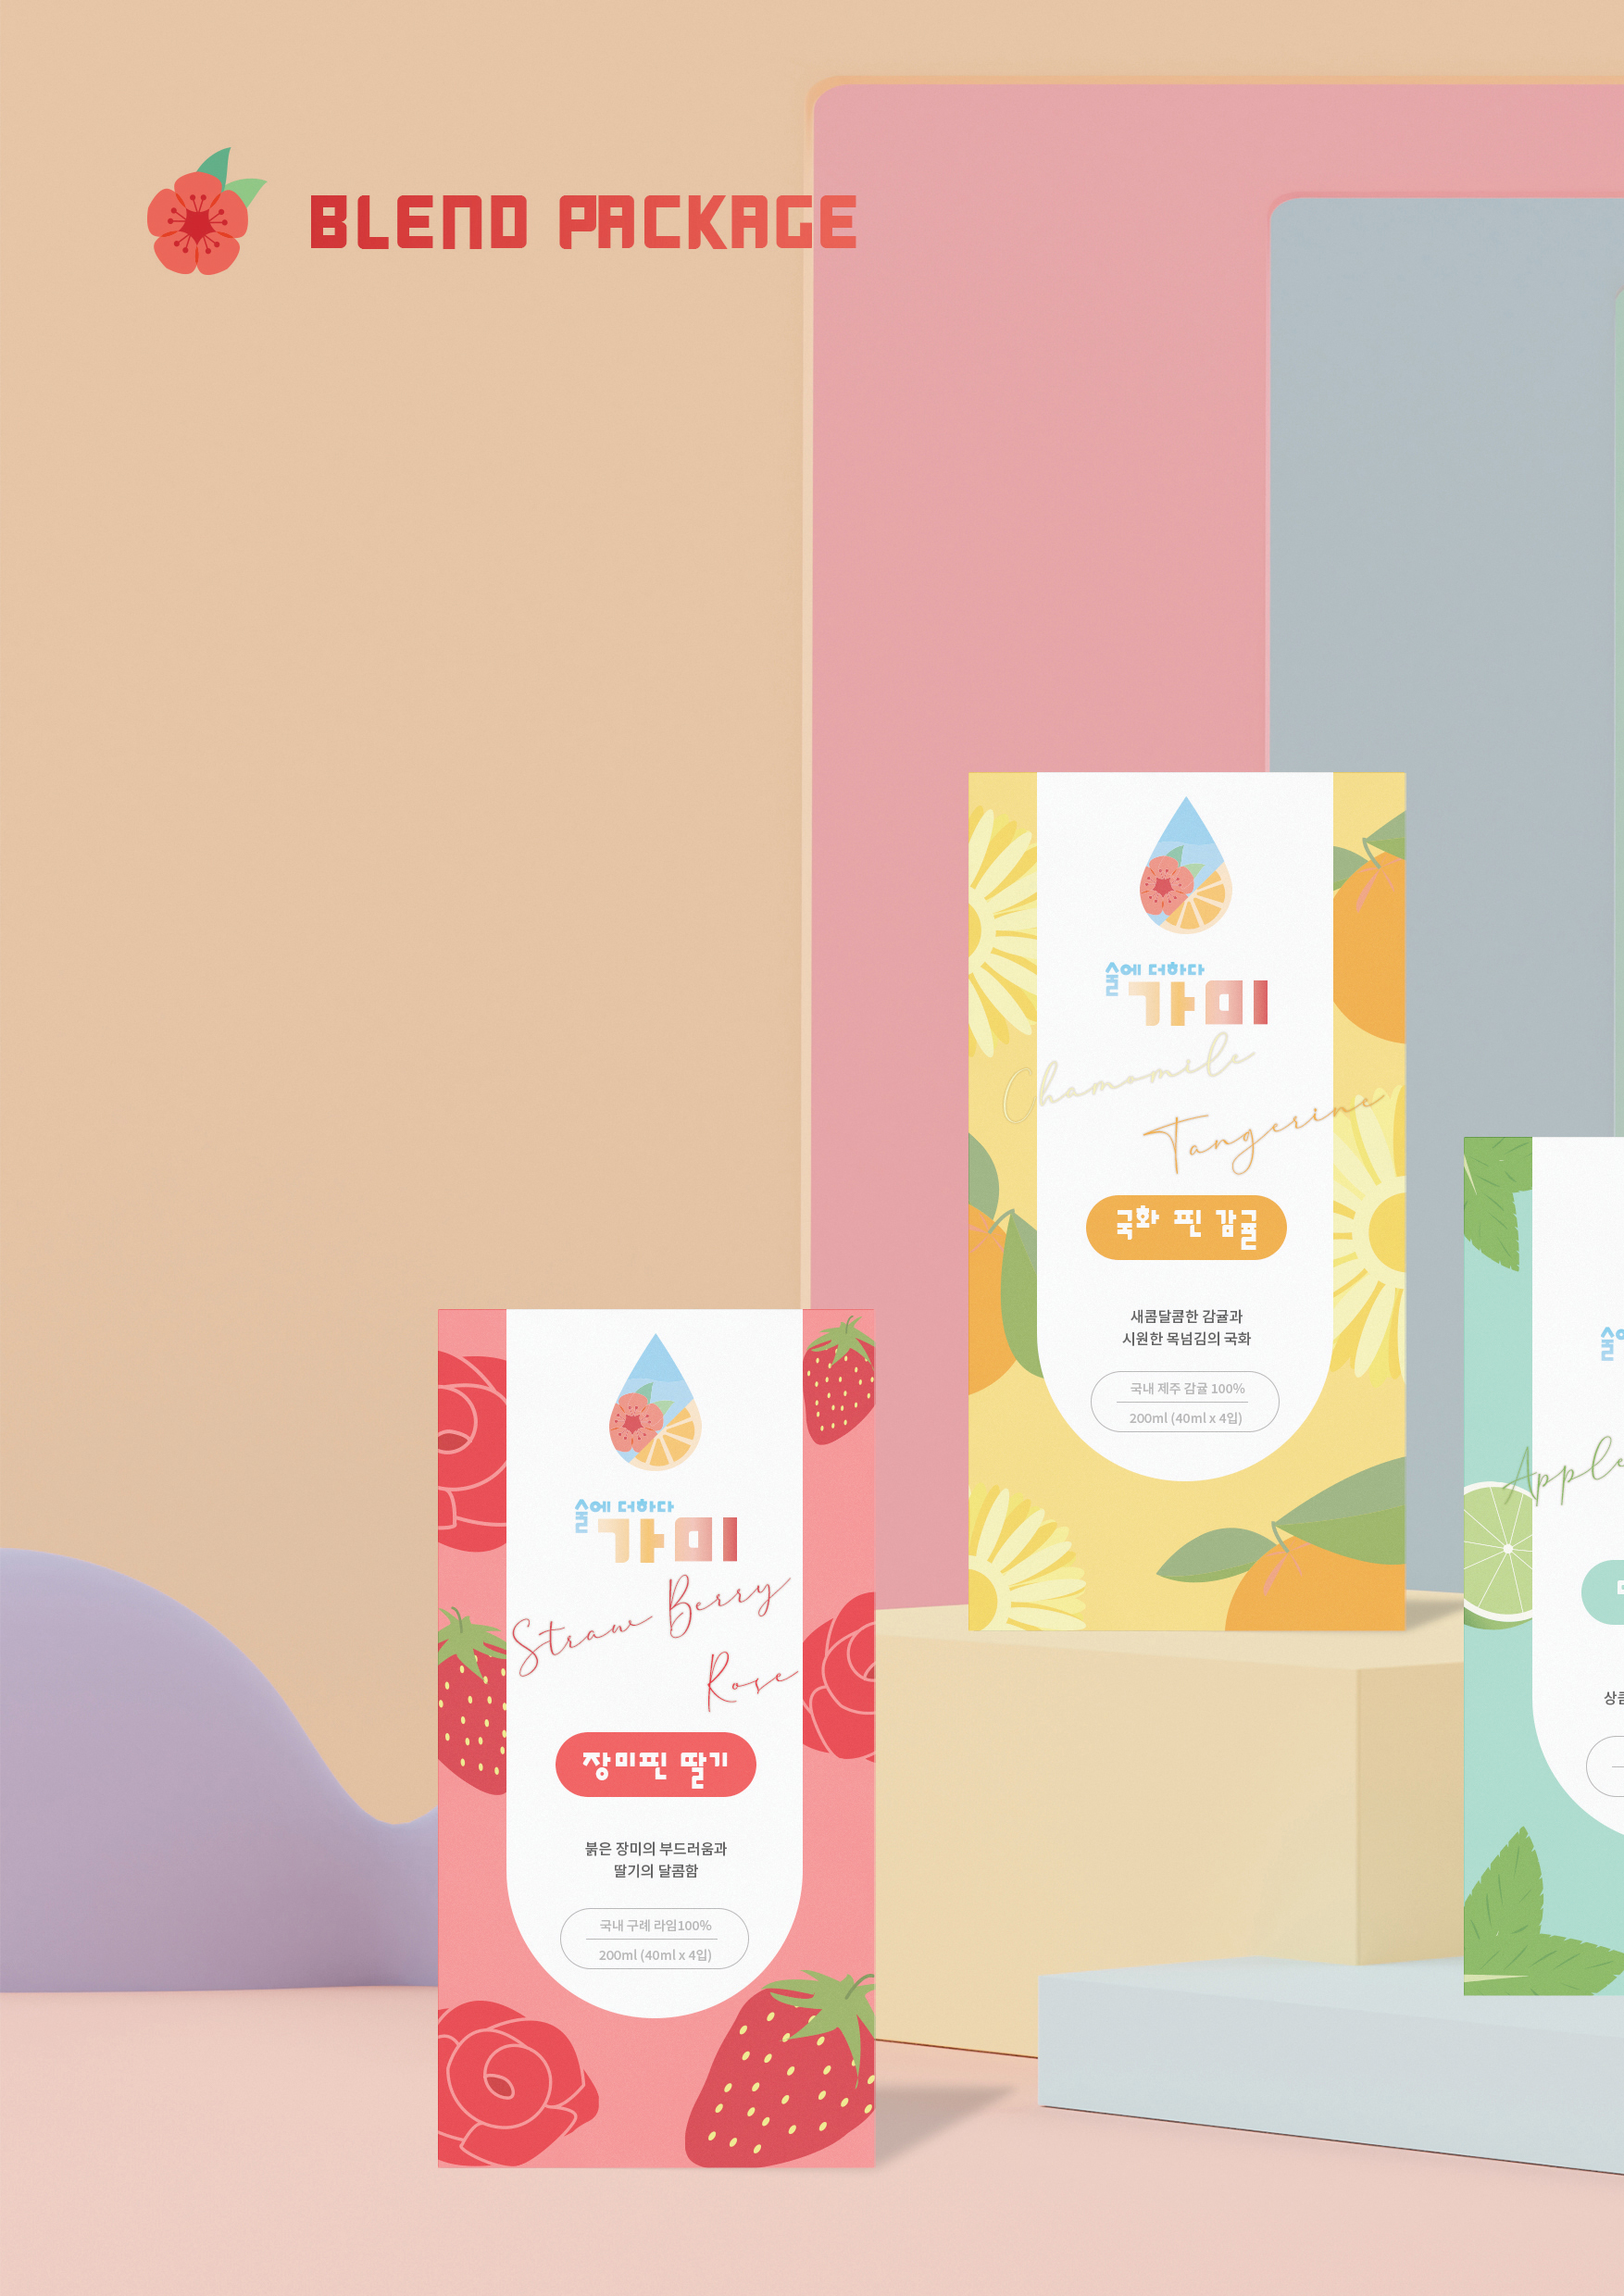 BLEND PACKAGE
술에 더하다
가미
Chamomile
Tangerine
국화 핀 감귤
새콤달콤한 감귤과
시원한 목넘김의 국화
국내 제주 감귤 100%
200ml (40ml x 4입)
술에 더하다
가미
Straw Berry
Rose
장미핀 딸기
붉은 장미의 부드러움과
딸기의 달콤함
국내 구례 라임100%
200ml (40ml x 4입)
Apple